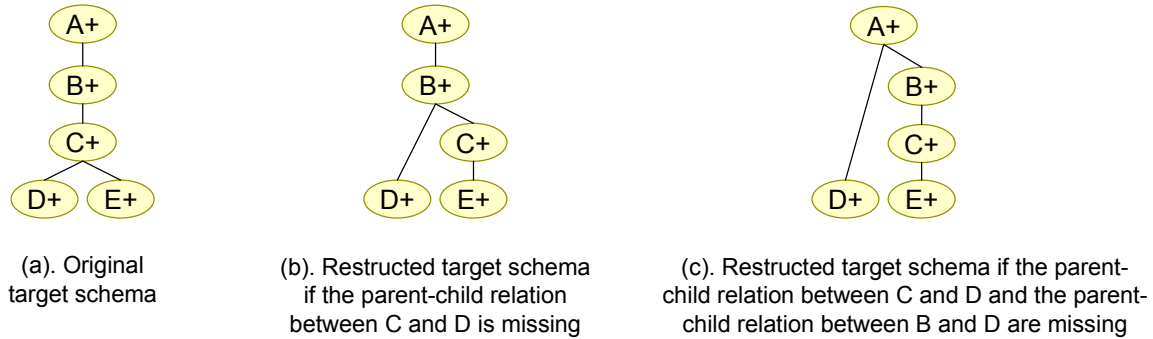 A+
B+
C+
D+ E+
(a). Original
target schema
A+
B+
C+
D+ E+
(b). Restructed target schema
if the parent-child relation
between C and D is missing
A+
B+
C+
D+ E+
(c). Restructed target schema if the parent-
child relation between C and D and the parent-
child relation between B and D are missing